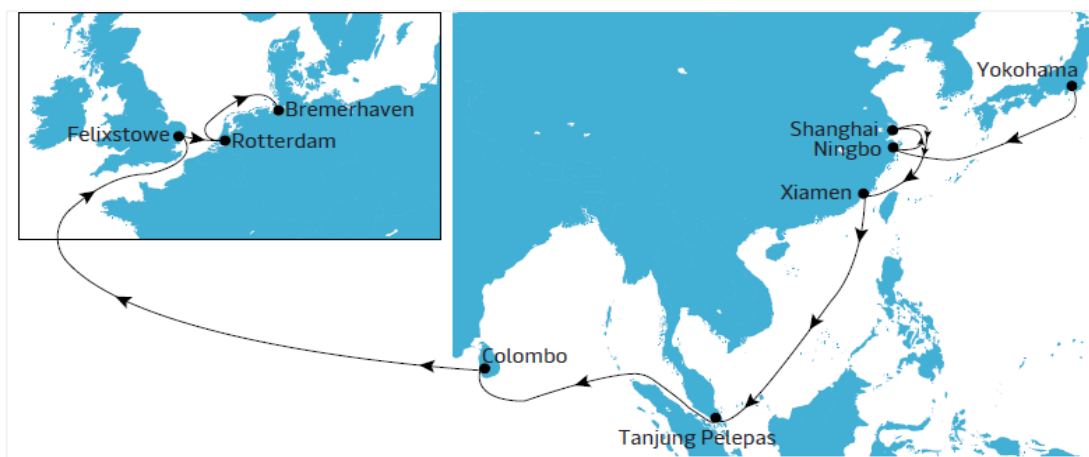 Yokohama
Bremerhaven
Felixstowe
Rotterdam
Shanghai
Ningbo
Xiamen
Colombo
Tanjung Pelepas